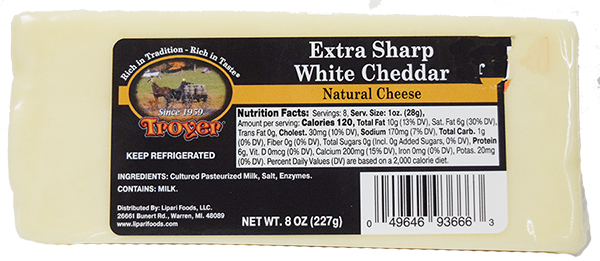 Rich in Tradition - Rich in Taste®
Since 1959
Troyer®
KEEP REFRIGERATED
INGREDIENTS: Cultured Pasteurized Milk, Salt, Enzymes.
CONTAINS: MILK.
Distributed By: Lipari Foods, LLC.
26661 Bunert Rd., Warren, MI. 48089
www.liparifoods.com
Extra Sharp
White Cheddar
Natural Cheese
Nutrition Facts: Servings: 8, Serv. Size: 1oz. (28g),
Amount per serving: Calories 120, Total Fat 10g (13% DV), Sat. Fat 6g (30% DV),
Trans Fat 0g, Cholest. 30mg (10% DV), Sodium 170mg (7% DV), Total Carb. 1g
(0% DV), Fiber 0g (0% DV), Total Sugars 0g (Incl. 0g Added Sugars, 0% DV), Protein
6g, Vit. D 0mcg (0% DV), Calcium 200mg (15% DV), Iron 0mg (0% DV), Potas. 20mg
(0% DV). Percent Daily Values (DV) are based on a 2,000 calorie diet.
NET WT. 8 OZ (227g)
0 49646 93666 3